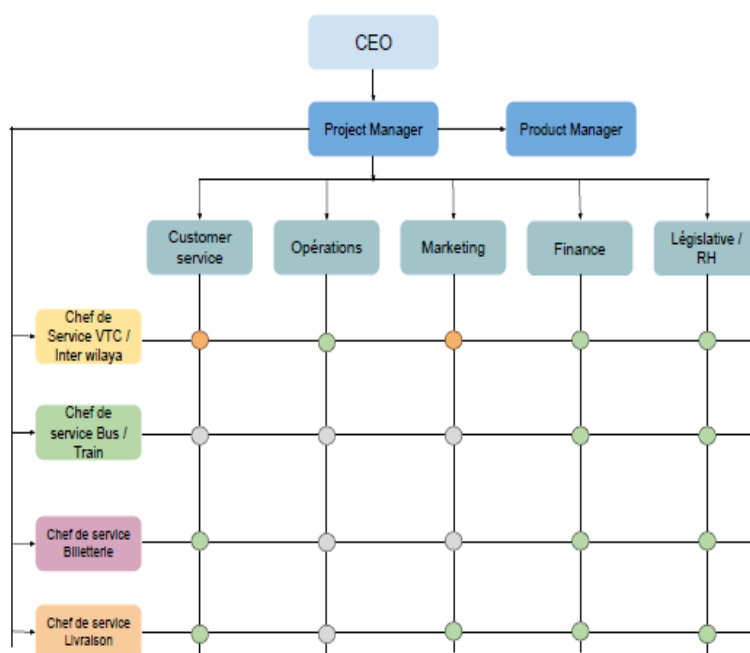 CEO
Project Manager
Product Manager
Customer
service
Opérations
Marketing
Finance
Législative /
RH
Chef de
Service VTC /
Inter wilaya
Chef de
service Bus /
Train
Chef de service
Billetterie
Chef de service
Livraison